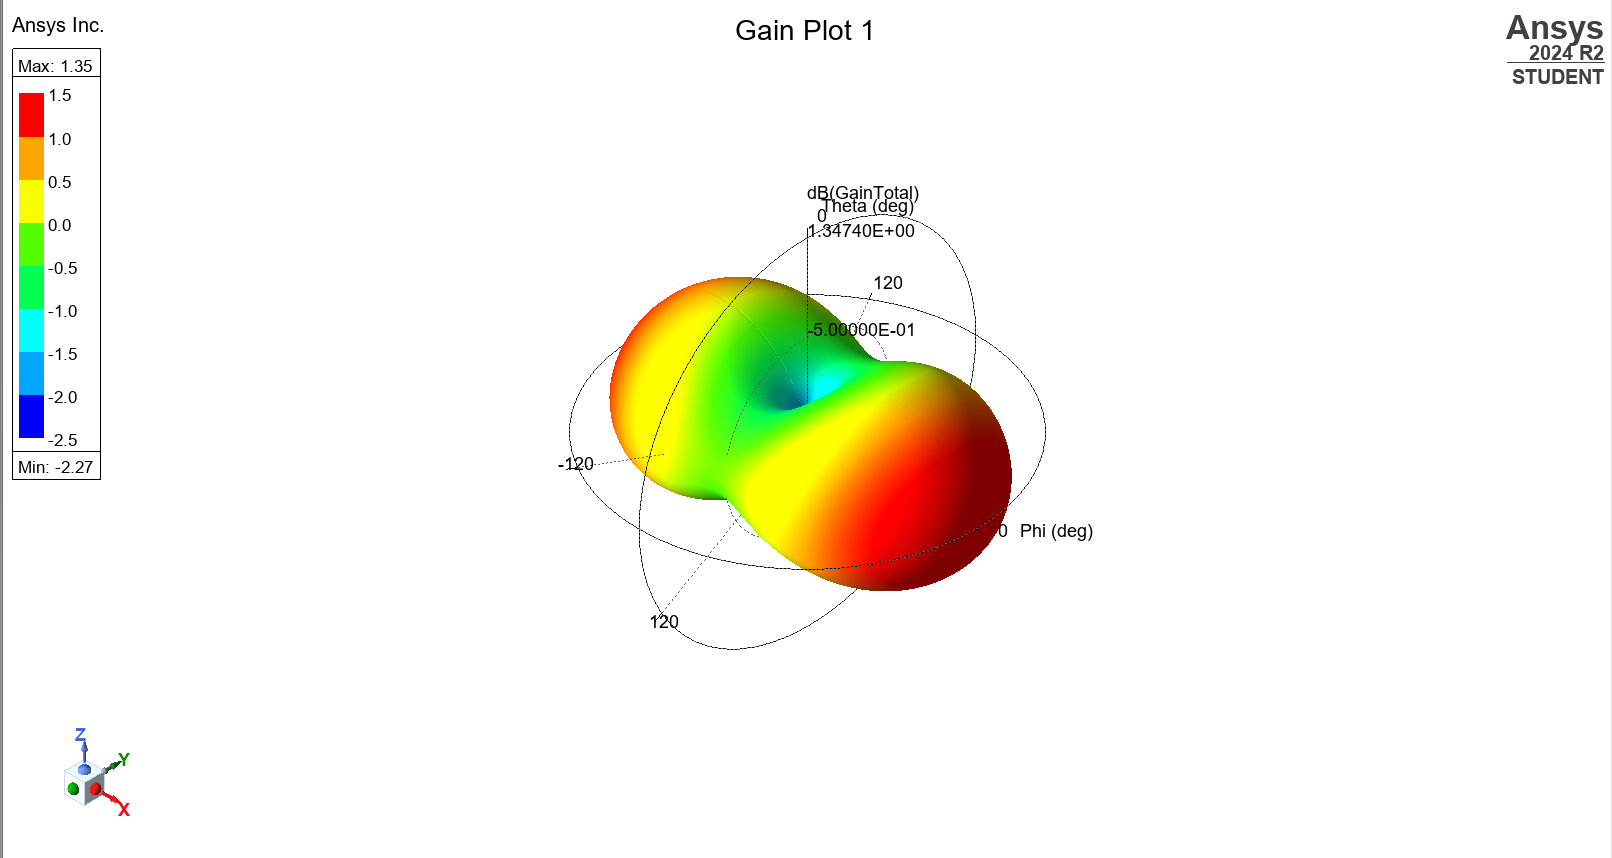 Ansys Inc.
Gain Plot 1
Ansys
2024 R2
STUDENT
Max: 1.35
1.5
1.0
0.5
0.0
-0.5
-1.0
-1.5
-2.0
-2.5
Min: -2.27
dB(GainTotal)
Theta (deg)
0
1.34740E+00
120
-5.00000E-01
-120
0 Phi (deg)
120
Z
Y
X